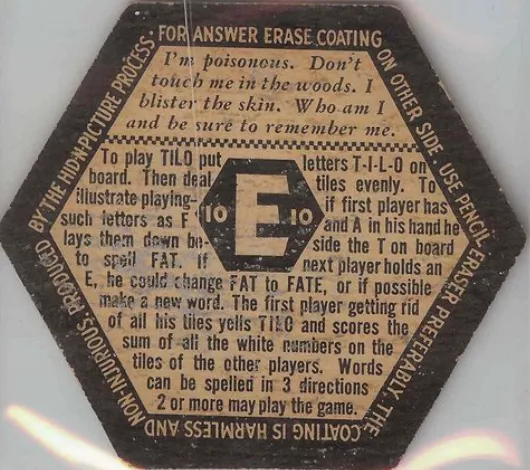 FOR ANSWER ERASE COATING ON OTHER SIDE. USE PENCIL ERASER PREFERABLY. THE COATING IS HARMLESS AND NON-INJURIOUS. PRODUCED BY THE HID*A*PICTURE PROCESS.
I'm poisonous. Don't
touch me in the woods. I
blister the skin. Who am I
and be sure to remember me.
To play TILO put letters T-I-L-O on
board. Then deal tiles evenly. To
illustrate playing- if first player has
such letters as F and A in his hand he
lays them down be- side the T on board
to spell FAT. If next player holds an
10 E 10
E, he could change FAT to FATE, or if possible
make a new word. The first player getting rid
of all his tiles yells TILO and scores the
sum of all the white numbers on the
tiles of the other players. Words
can be spelled in 3 directions
2 or more may play the game.